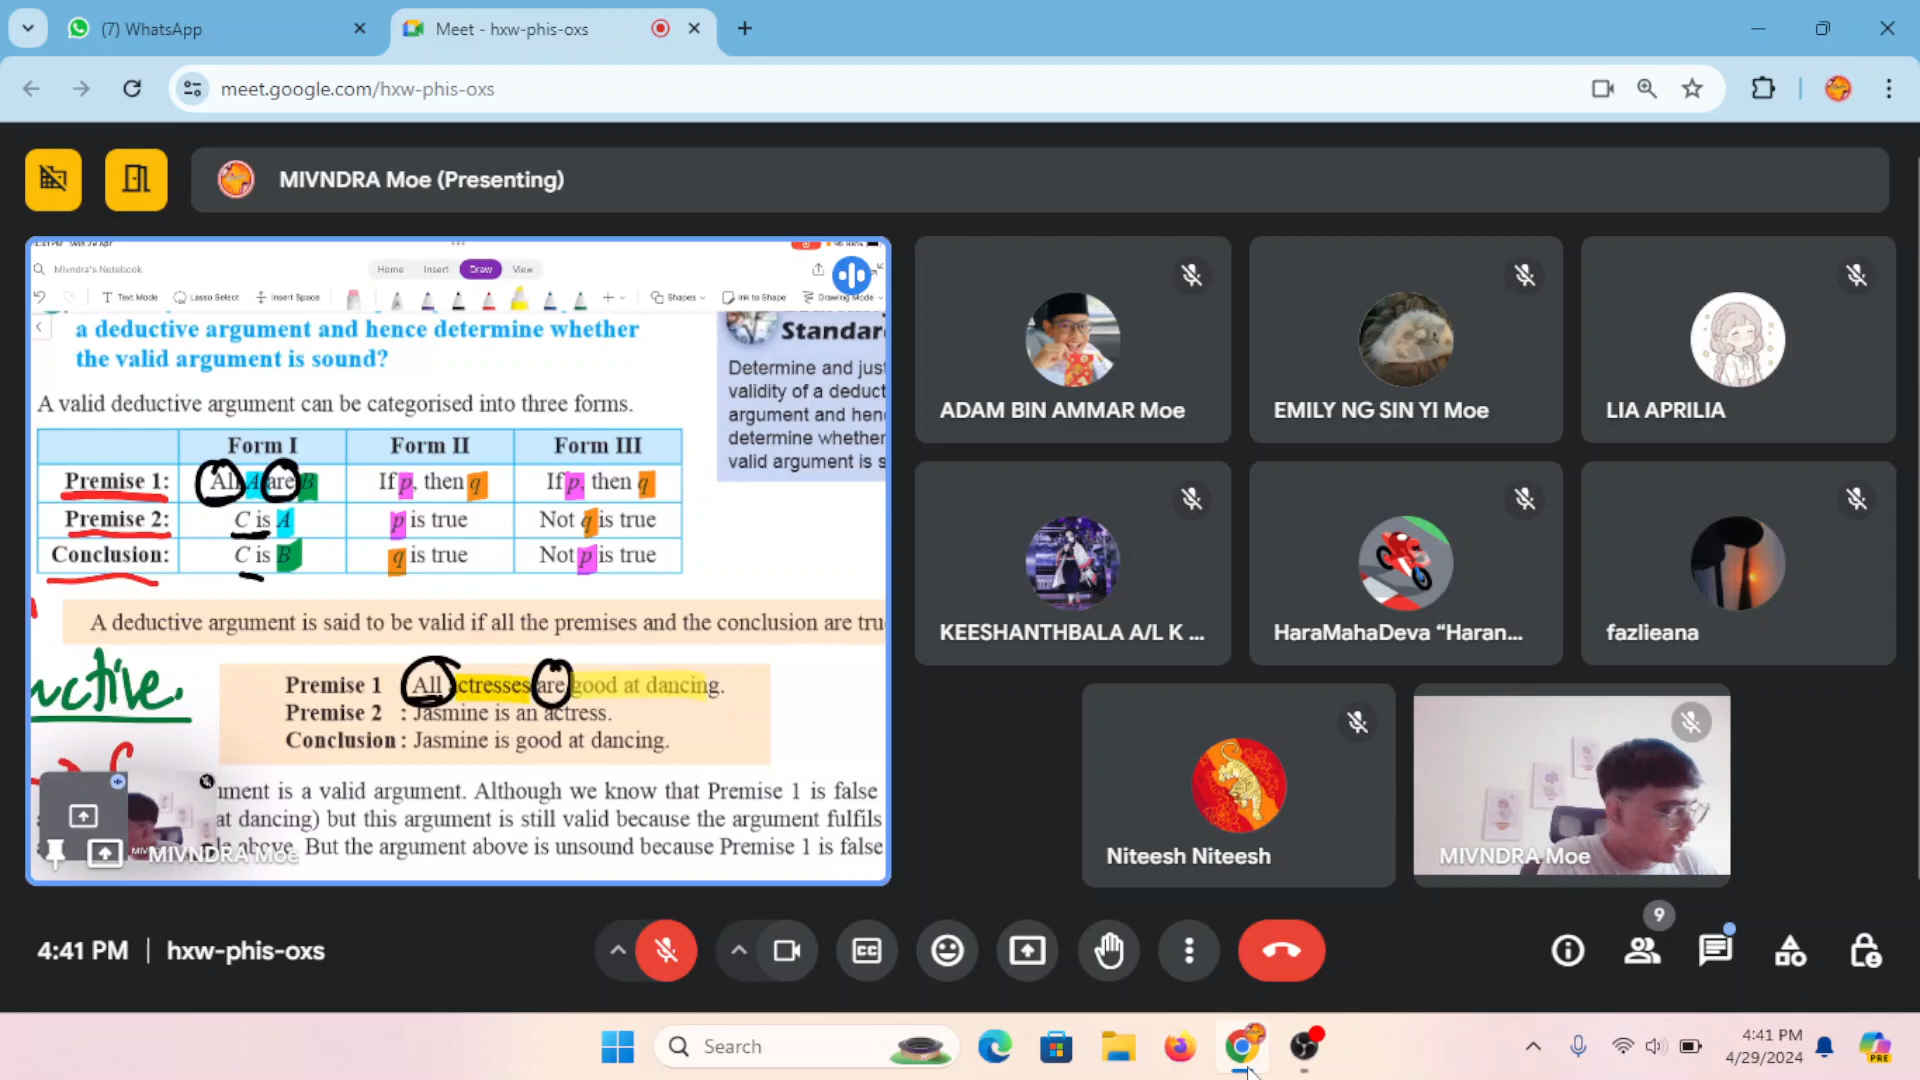 (7) WhatsApp
Meet - hxw-phis-oxs
meet.google.com/hxw-phis-oxs
MIVNDRA Moe (Presenting)
Mivndra's Notebook
Home Insert Draw View
Text Mode Lasso Select Insert Space Shapes Ink to Shape Drawing Mode
a deductive argument and hence determine whether
the valid argument is sound?
Standar
Determine and just
validity of a deduct
argument and henc
determine whether
valid argument is s
A valid deductive argument can be categorised into three forms.
Form I Form II Form III
Premise 1: All A are B If p, then q If p, then q
Premise 2: C is A p is true Not q is true
Conclusion: C is B q is true Not p is true
A deductive argument is said to be valid if all the premises and the conclusion are tru
uctive.
Premise 1 All actresses are good at dancing.
Premise 2 : Jasmine is an actress.
Conclusion : Jasmine is good at dancing.
ument is a valid argument. Although we know that Premise 1 is false
at dancing) but this argument is still valid because the argument fulfils
above. But the argument above is unsound because Premise 1 is false
MIVNDRA Moe
ADAM BIN AMMAR Moe
EMILY NG SIN YI Moe
LIA APRILIA
KEESHANTHBALA A/L K ...
HaraMahaDeva “Haran...
fazlieana
Niteesh Niteesh
MIVNDRA Moe
4:41 PM | hxw-phis-oxs
9
Search
4:41 PM
4/29/2024
PRE